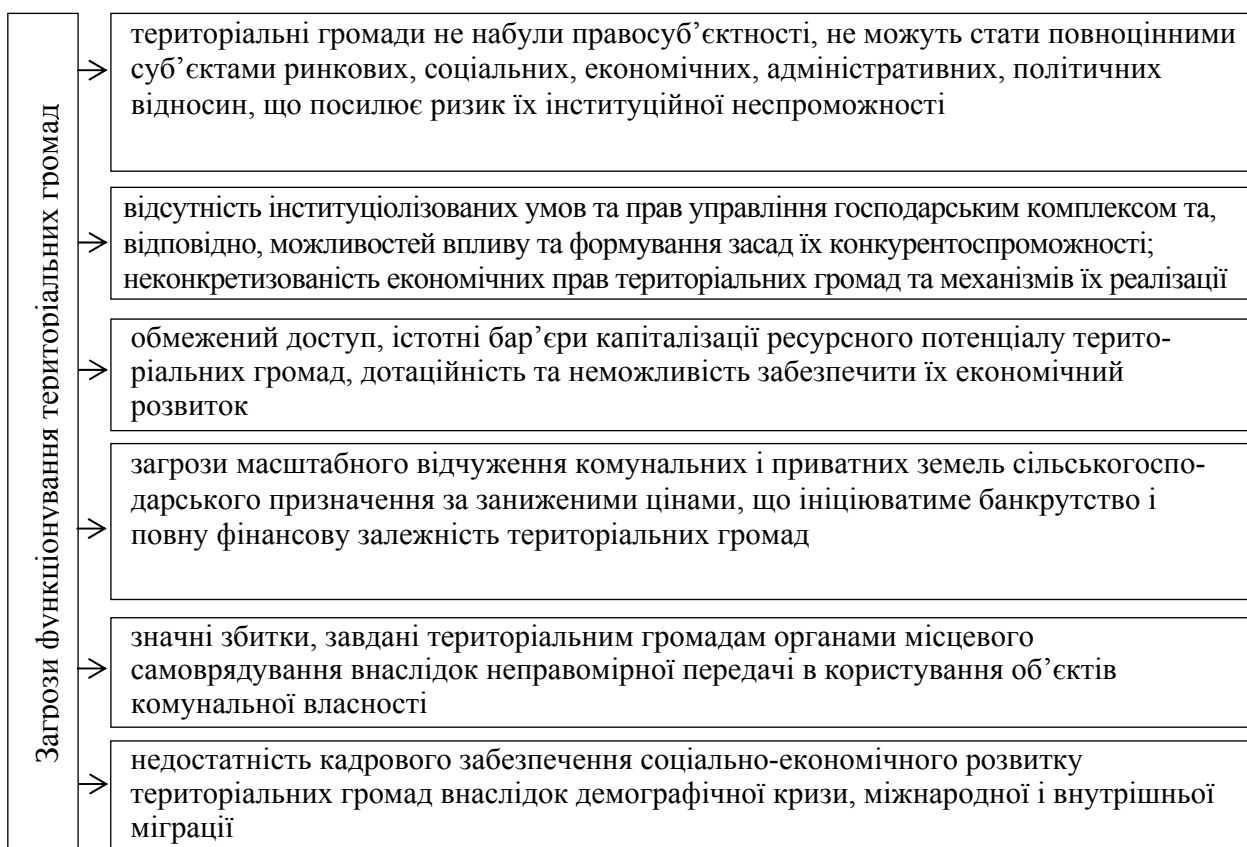 Загрози функціонування територіальних громад
територіальні громади не набули правосуб’єктності, не можуть стати повноцінними
суб’єктами ринкових, соціальних, економічних, адміністративних, політичних
відносин, що посилює ризик їх інституційної неспроможності
відсутність інституціолізованих умов та прав управління господарським комплексом та,
відповідно, можливостей впливу та формування засад їх конкурентоспроможності;
неконкретизованість економічних прав територіальних громад та механізмів їх реалізації
обмежений доступ, істотні бар’єри капіталізації ресурсного потенціалу терито-
ріальних громад, дотаційність та неможливість забезпечити їх економічний
розвиток
загрози масштабного відчуження комунальних і приватних земель сільськогоспо-
дарського призначення за заниженими цінами, що ініціюватиме банкрутство і
повну фінансову залежність територіальних громад
значні збитки, завдані територіальним громадам органами місцевого
самоврядування внаслідок неправомірної передачі в користування об’єктів
комунальної власності
недостатність кадрового забезпечення соціально-економічного розвитку
територіальних громад внаслідок демографічної кризи, міжнародної і внутрішньої
міграції